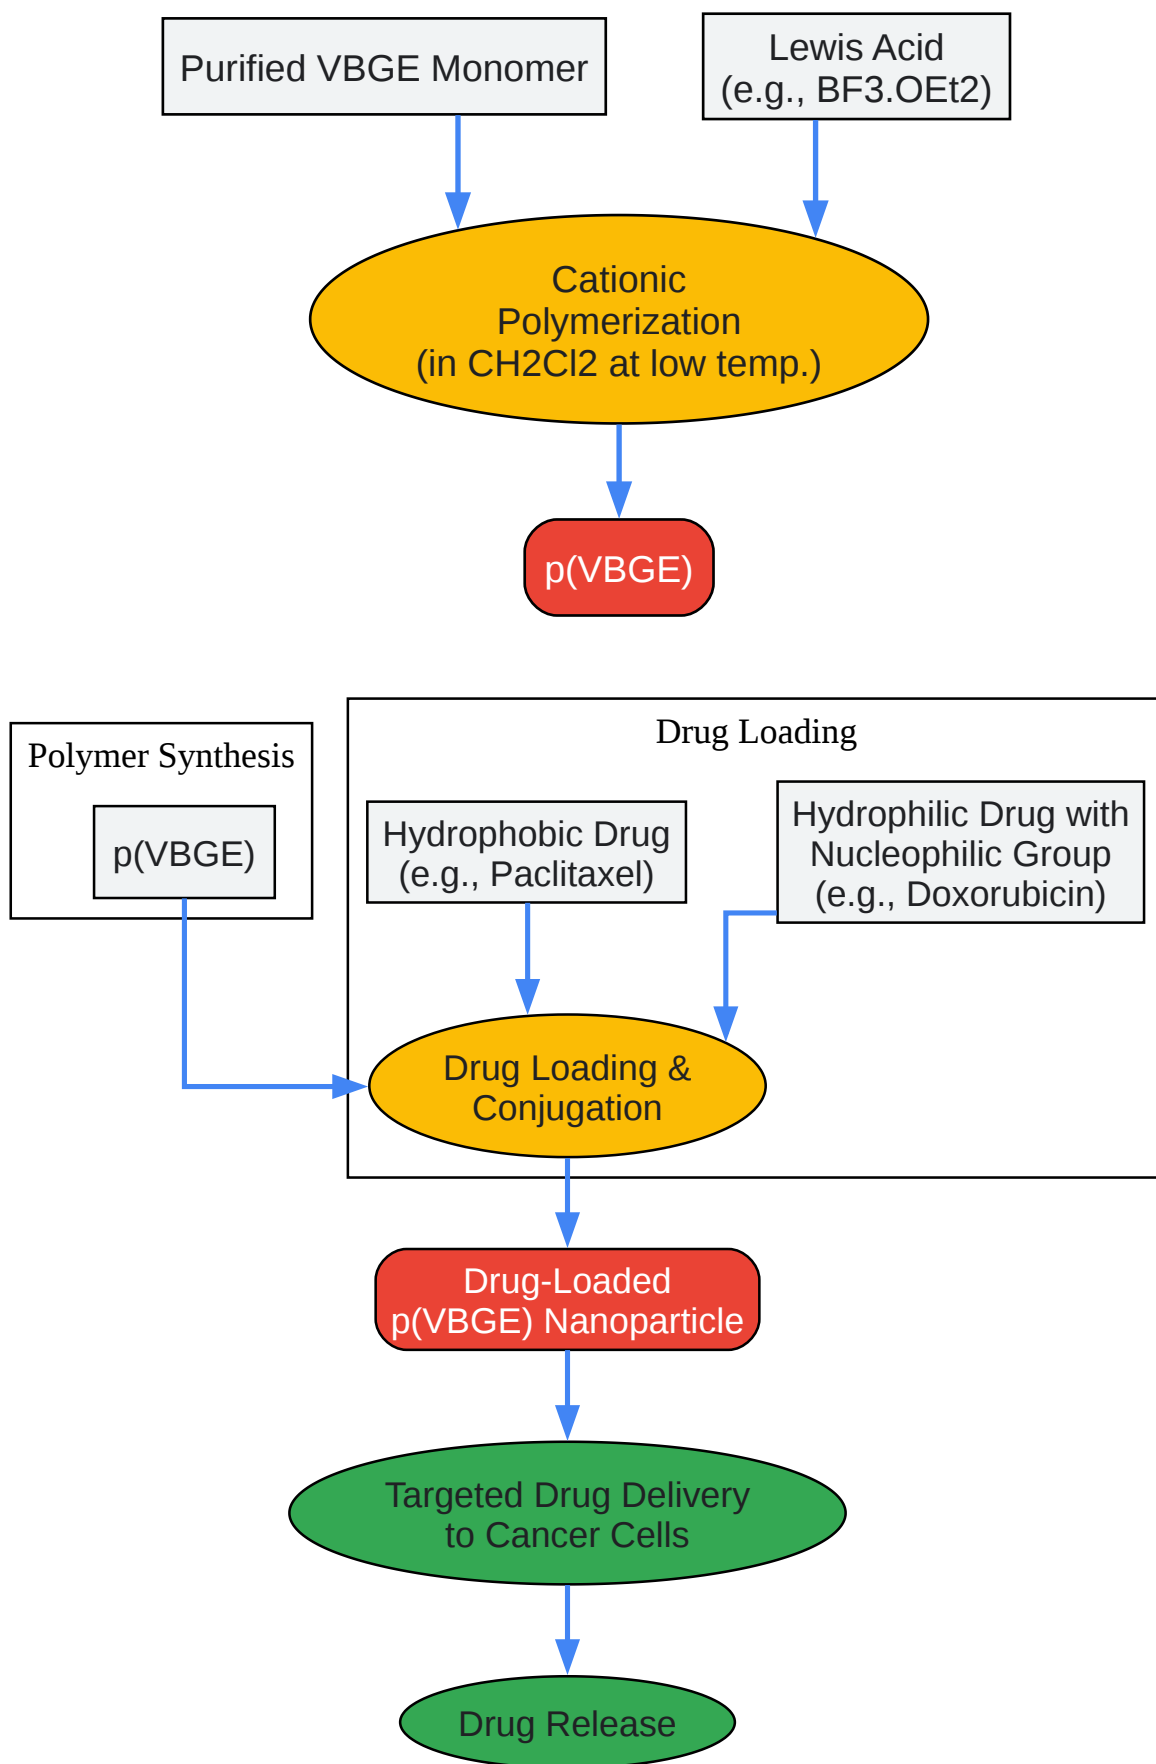 Purified VBGE Monomer
Lewis Acid
(e.g., BF3.OEt2)
Cationic
Polymerization
(in CH2Cl2 at low temp.)
p(VBGE)
Polymer Synthesis
p(VBGE)
Drug Loading
Hydrophobic Drug
(e.g., Paclitaxel)
Hydrophilic Drug with
Nucleophilic Group
(e.g., Doxorubicin)
Drug Loading &
Conjugation
Drug-Loaded
p(VBGE) Nanoparticle
Targeted Drug Delivery
to Cancer Cells
Drug Release